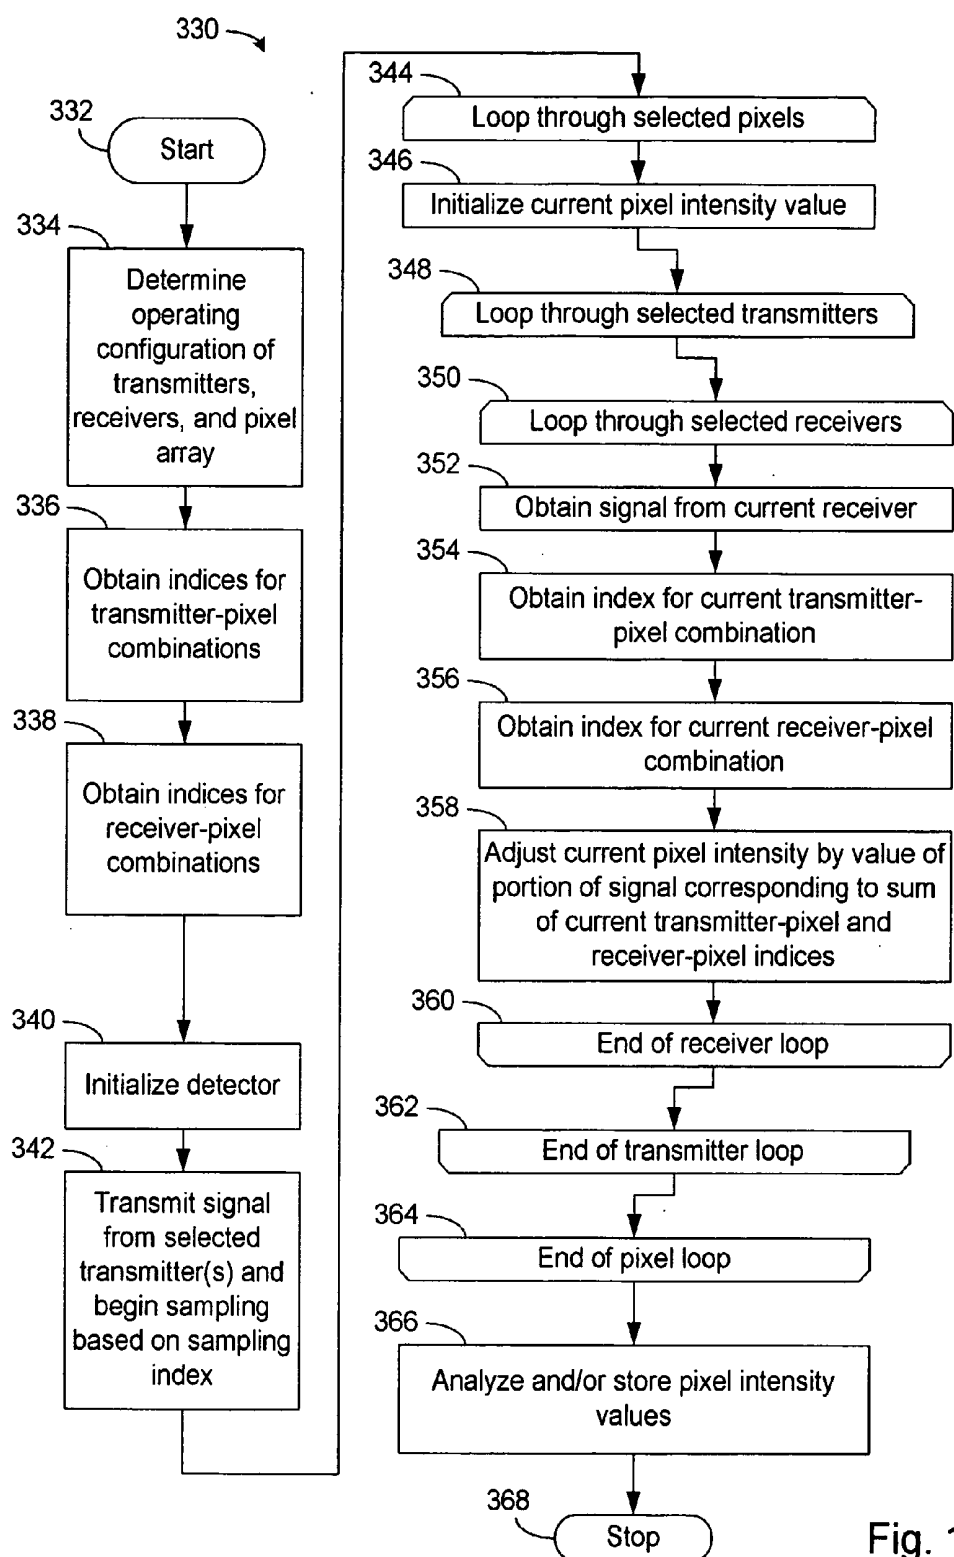 330
332
Start
334
Determine
operating
configuration of
transmitters,
receivers, and pixel
array
336
Obtain indices for
transmitter-pixel
combinations
338
Obtain indices for
receiver-pixel
combinations
340
Initialize detector
342
Transmit signal
from selected
transmitter(s) and
begin sampling
based on sampling
index
344
Loop through selected pixels
346
Initialize current pixel intensity value
348
Loop through selected transmitters
350
Loop through selected receivers
352
Obtain signal from current receiver
354
Obtain index for current transmitter-
pixel combination
356
Obtain index for current receiver-pixel
combination
358
Adjust current pixel intensity by value of
portion of signal corresponding to sum
of current transmitter-pixel and
receiver-pixel indices
360
End of receiver loop
362
End of transmitter loop
364
End of pixel loop
366
Analyze and/or store pixel intensity
values
368
Stop
Fig.